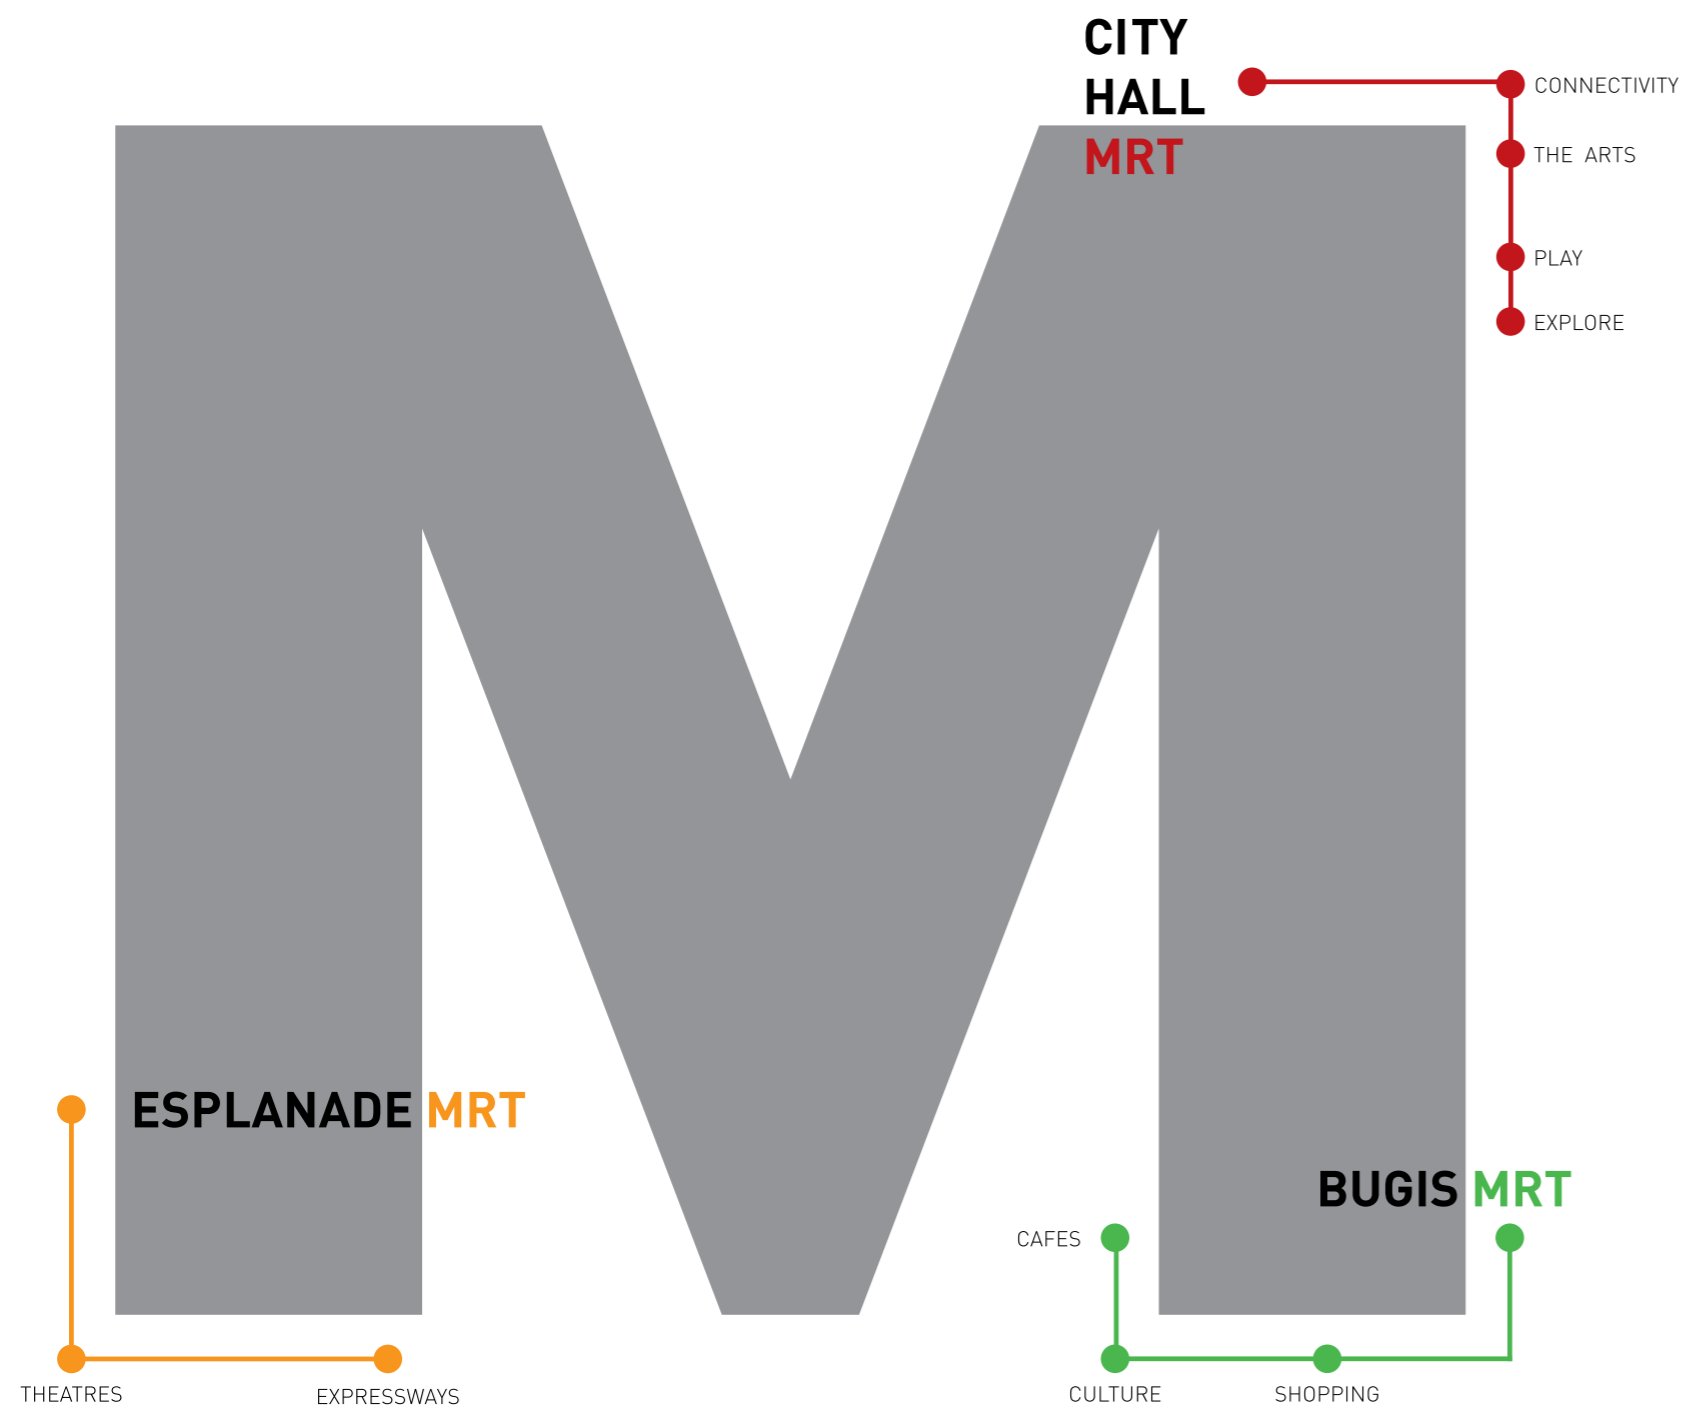 CITY
HALL
MRT
CONNECTIVITY
THE ARTS
PLAY
EXPLORE
M
ESPLANADE MRT
THEATRES
EXPRESSWAYS
BUGIS MRT
CAFES
CULTURE
SHOPPING